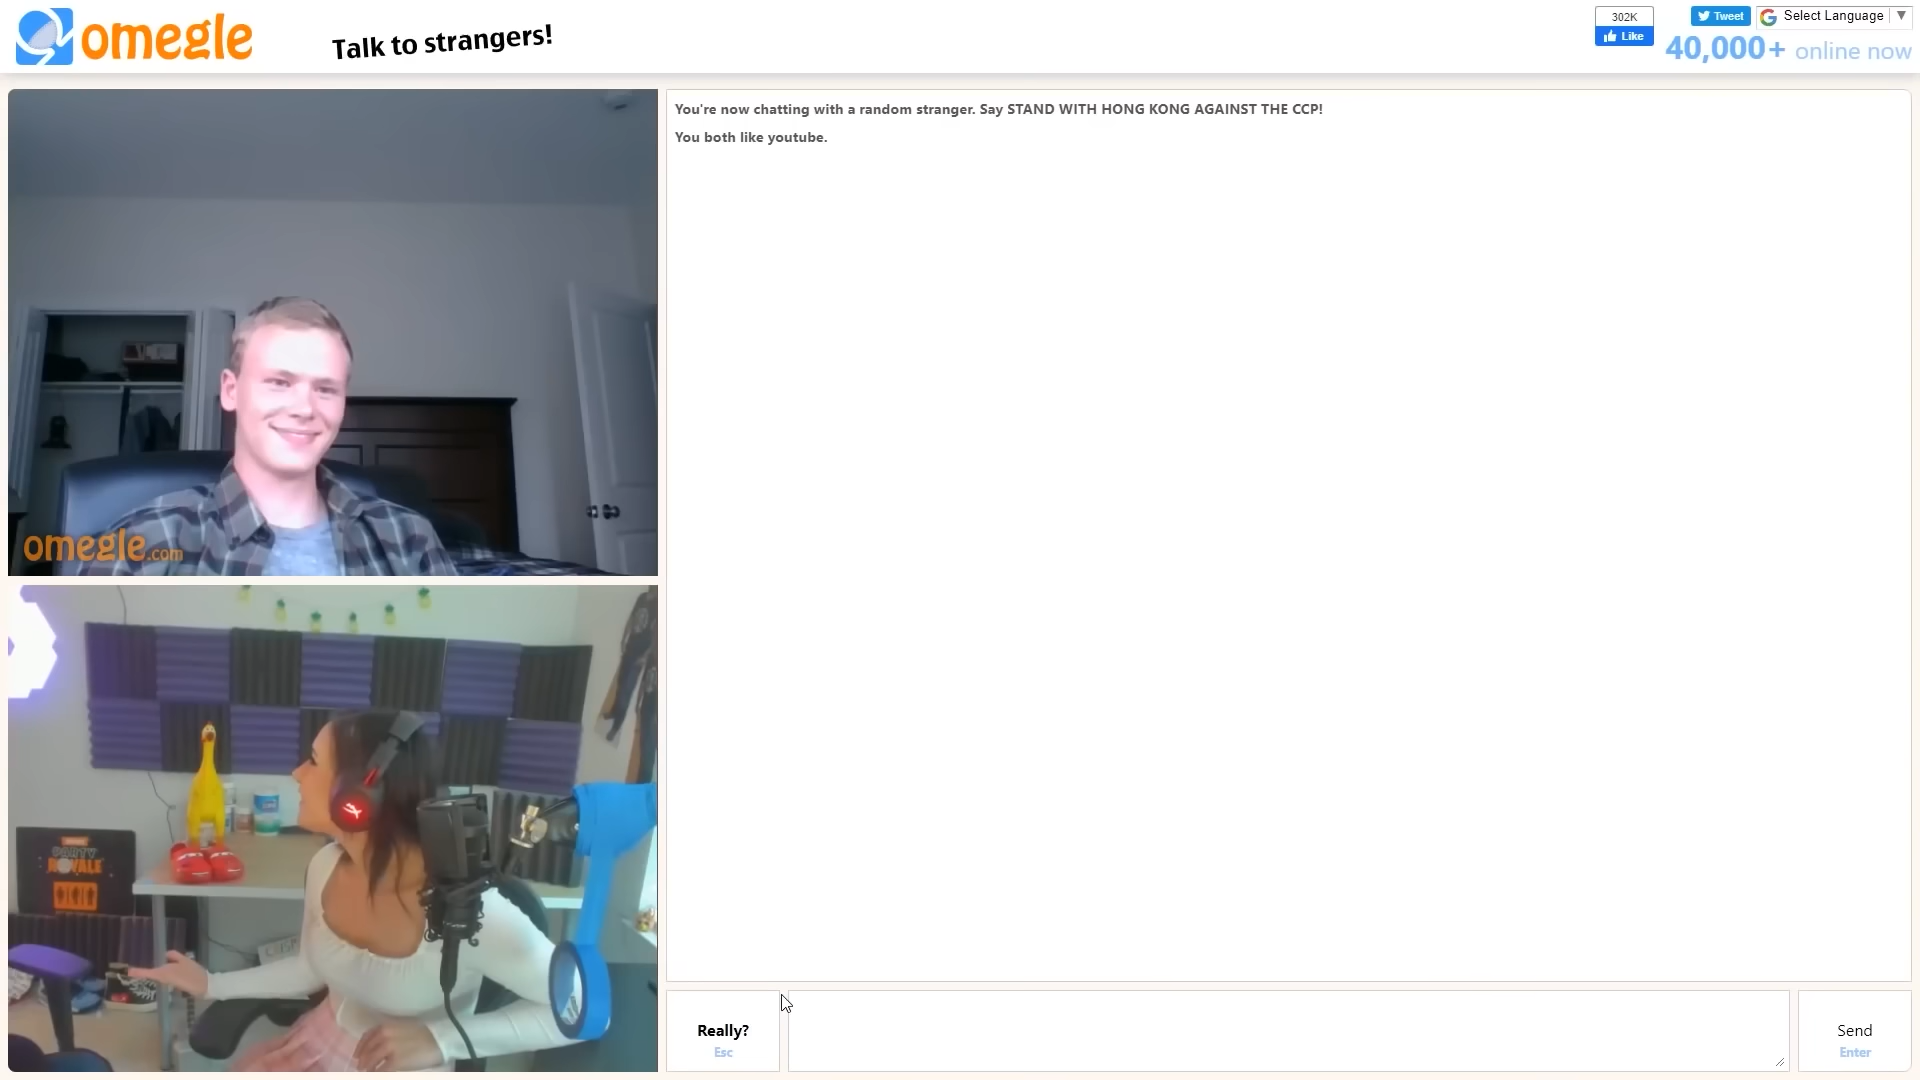 omegle
Talk to strangers!
302K
Like
Tweet
Select Language
40,000+ online now
You're now chatting with a random stranger. Say STAND WITH HONG KONG AGAINST THE CCP!
You both like youtube.
omegle.com
PARTY
ROYALE
Really?
Esc
Send
Enter